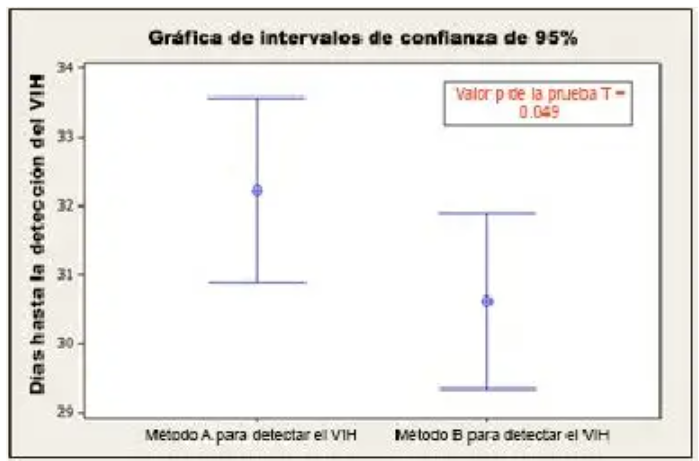 Gráfica de intervalos de confianza de 95%
Valor p de la prueba T =
0.049
Días hasta la detección del VIH
34
33
32
31
30
29
Método A para detectar el VIH
Método B para detectar el VIH